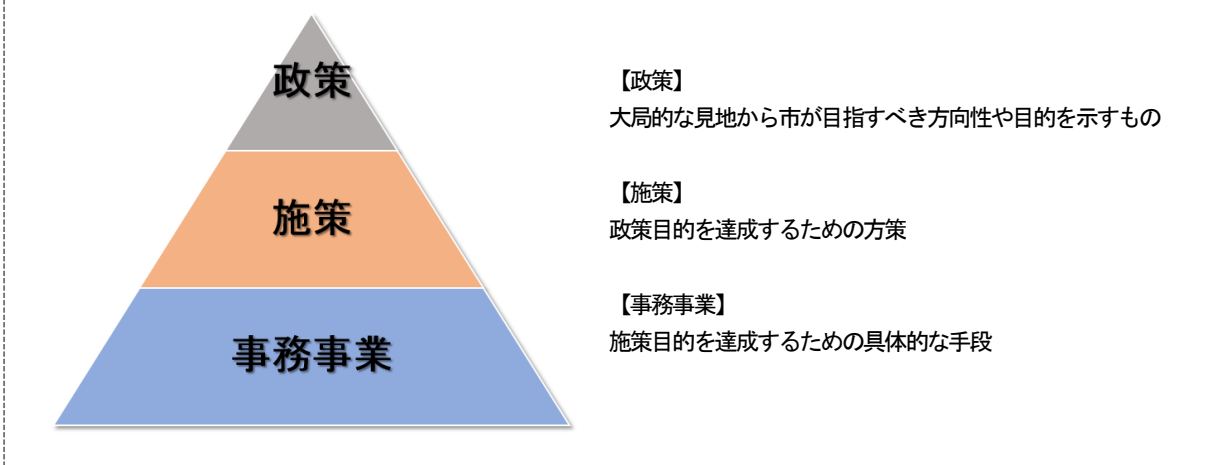 政策
施策
事務事業
【政策】
大局的な見地から市が目指すべき方向性や目的を示すもの
【施策】
政策目的を達成するための方策
【事務事業】
施策目的を達成するための具体的な手段